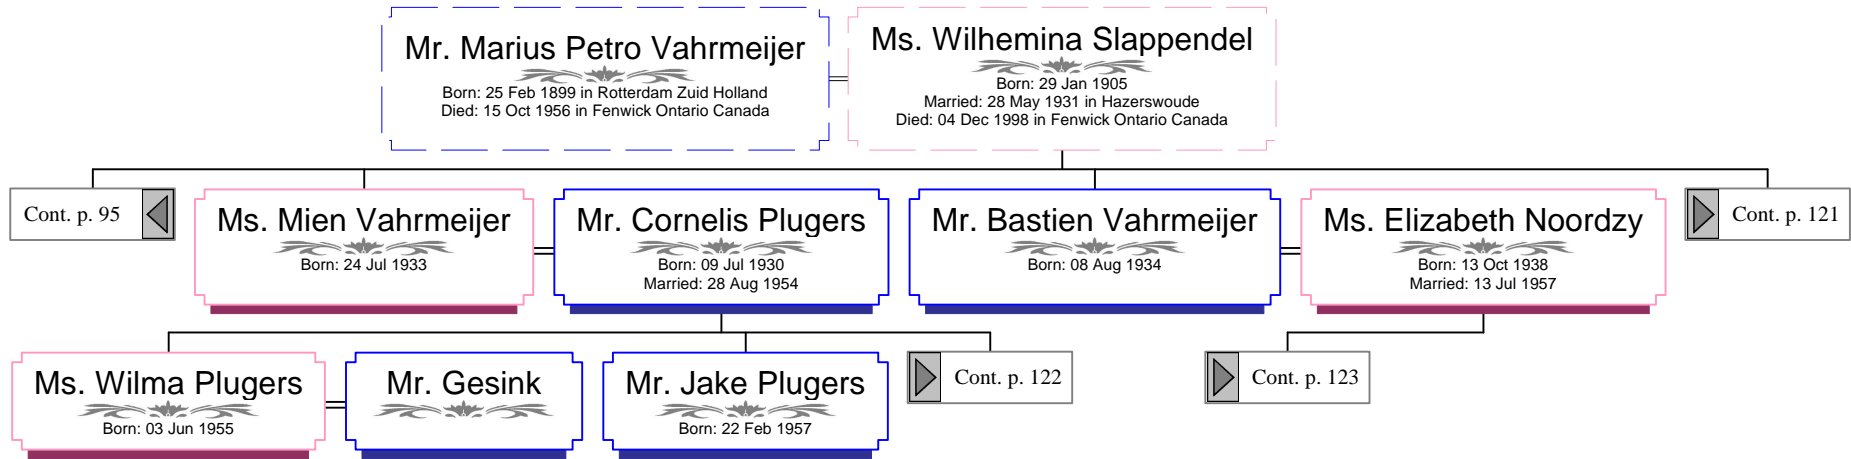 Mr. Marius Petro Vahrmeijer
Born: 25 Feb 1899 in Rotterdam Zuid Holland
Died: 15 Oct 1956 in Fenwick Ontario Canada
Ms. Wilhemina Slappendel
Born: 29 Jan 1905
Married: 28 May 1931 in Hazerswoude
Died: 04 Dec 1998 in Fenwick Ontario Canada
Cont. p. 95
Ms. Mien Vahrmeijer
Born: 24 Jul 1933
Mr. Cornelis Plugers
Born: 09 Jul 1930
Married: 28 Aug 1954
Mr. Bastien Vahrmeijer
Born: 08 Aug 1934
Ms. Elizabeth Noordzy
Born: 13 Oct 1938
Married: 13 Jul 1957
Cont. p. 121
Ms. Wilma Plugers
Born: 03 Jun 1955
Mr. Gesink
Mr. Jake Plugers
Born: 22 Feb 1957
Cont. p. 122
Cont. p. 123